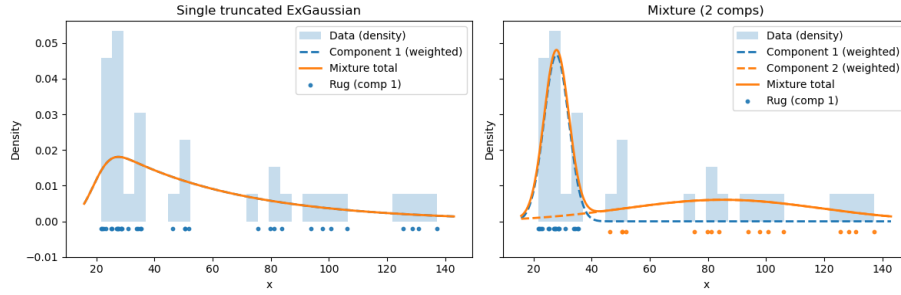 Single truncated ExGaussian
Data (density)
Component 1 (weighted)
Mixture total
Rug (comp 1)
Density
0.05
0.04
0.03
0.02
0.01
0.00
−0.01
20 40 60 80 100 120 140
x
Mixture (2 comps)
Data (density)
Component 1 (weighted)
Component 2 (weighted)
Mixture total
Rug (comp 1)
Density
20 40 60 80 100 120 140
x